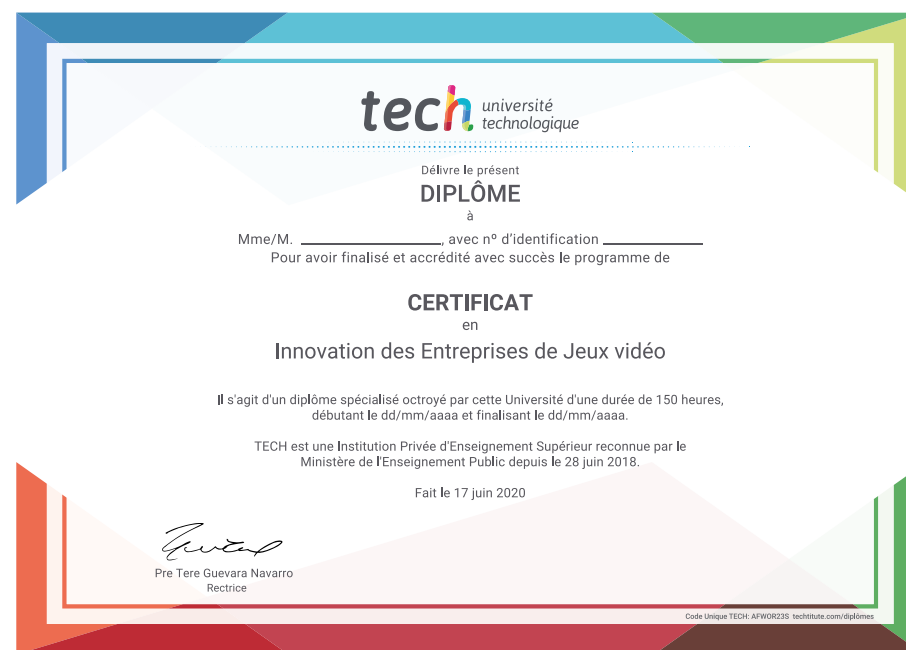 tech université
technologique
Délivre le présent
DIPLÔME
à
Mme/M. ____________________, avec nº d'identification ______________
Pour avoir finalisé et accrédité avec succès le programme de
CERTIFICAT
en
Innovation des Entreprises de Jeux vidéo
Il s'agit d'un diplôme spécialisé octroyé par cette Université d'une durée de 150 heures,
débutant le dd/mm/aaaa et finalisant le dd/mm/aaaa.
TECH est une Institution Privée d'Enseignement Supérieur reconnue par le
Ministère de l'Enseignement Public depuis le 28 juin 2018.
Fait le 17 juin 2020
Pre Tere Guevara Navarro
Rectrice
Code Unique TECH: AFWOR23S techtitute.com/diplômes